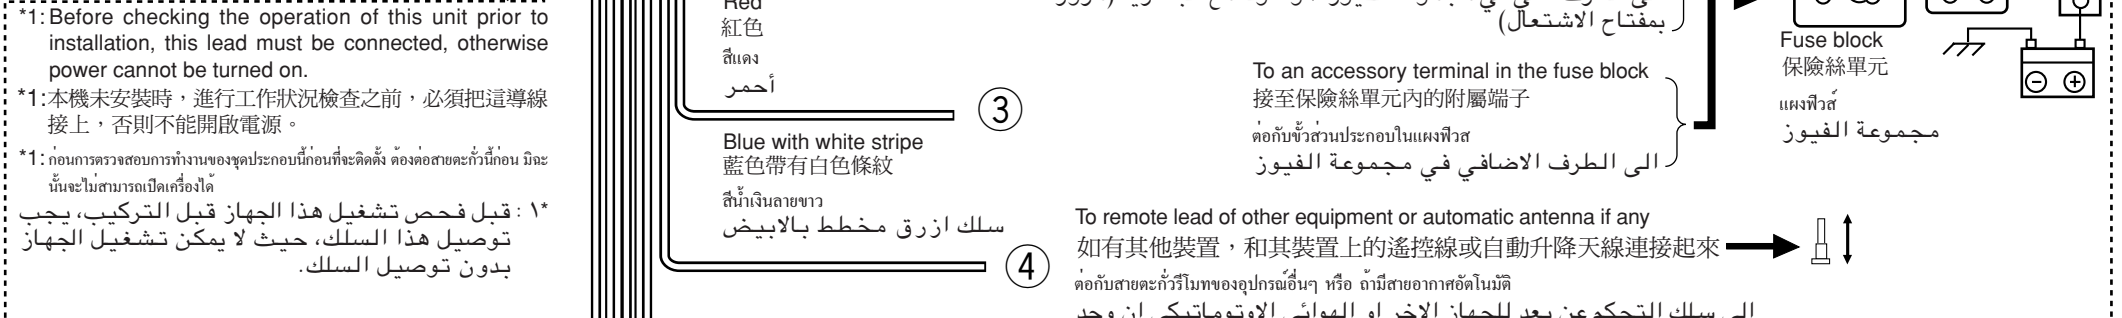 *1: Before checking the operation of this unit prior to
installation, this lead must be connected, otherwise
power cannot be turned on.
*1:本機未安裝時，進行工作狀況檢查之前，必須把這導線
接上，否則不能開啟電源。
*1: ก่อนการตรวจสอบการทำงานของชุดประกอบนี้ก่อนที่จะติดตั้ง ต้องต่อสายตะกั่วนี้ก่อน มิฉะ
นั้นจะไม่สามารถเปิดเครื่องได้
*١ : قبل فحص تشغيل هذا الجهاز قبل التركيب، يجب
توصيل هذا السلك، حيث لا يمكن تشغيل الجهاز
بدون توصيل السلك.
Red
紅色
สีแดง
أحمر
③
Blue with white stripe
藍色帶有白色條紋
สีน้ำเงินลายขาว
سلك ازرق مخطط بالابيض
④
بمفتاح الاشتعال)
To an accessory terminal in the fuse block
接至保險絲單元內的附屬端子
ต่อกับขั้วส่วนประกอบในแผงฟิวส
الى الطرف الاضافي في مجموعة الفيوز
To remote lead of other equipment or automatic antenna if any
如有其他裝置，和其裝置上的遙控線或自動升降天線連接起來
ต่อกับสายตะกั่วรีโมทของอุปกรณ์อื่นๆ หรือ ถ้ามีสายอากาศอัตโนมัติ
الى سلك التحكم عن بعد للجهاز الاخر او الهوائي الاوتوماتيكي ان وجد
Fuse block
保險絲單元
แผงฟิวส์
مجموعة الفيوز